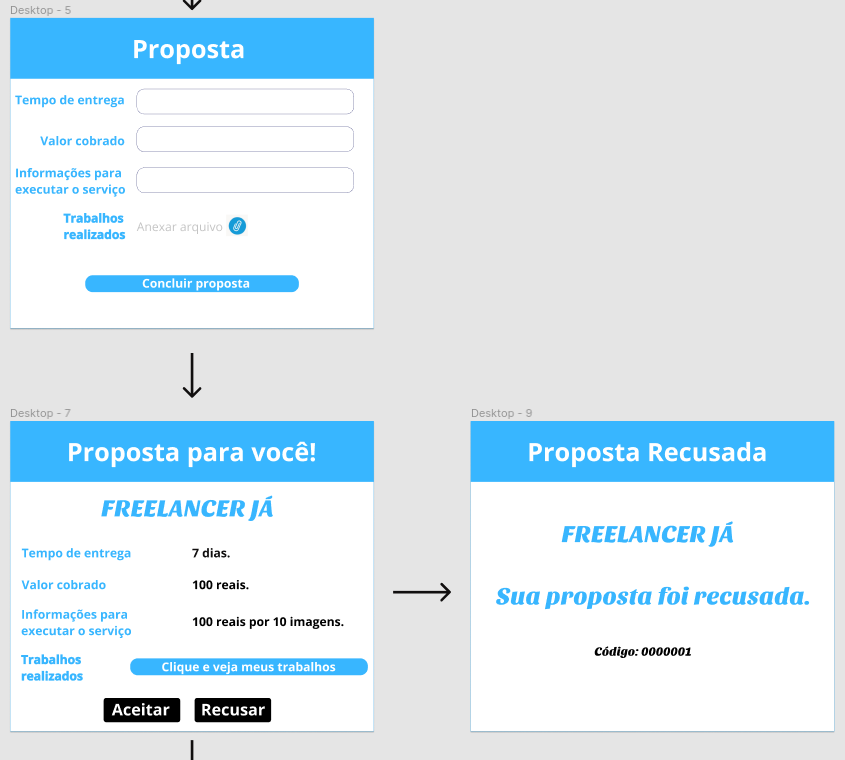 Desktop - 5
Proposta
Tempo de entrega
Valor cobrado
Informações para
executar o serviço
Trabalhos
realizados
Anexar arquivo
Concluir proposta
Desktop - 7
Proposta para você!
FREELANCER JÁ
Tempo de entrega 7 dias.
Valor cobrado 100 reais.
Informações para
executar o serviço
100 reais por 10 imagens.
Trabalhos
realizados
Clique e veja meus trabalhos
Aceitar Recusar
Desktop - 9
Proposta Recusada
FREELANCER JÁ
Sua proposta foi recusada.
Código: 0000001